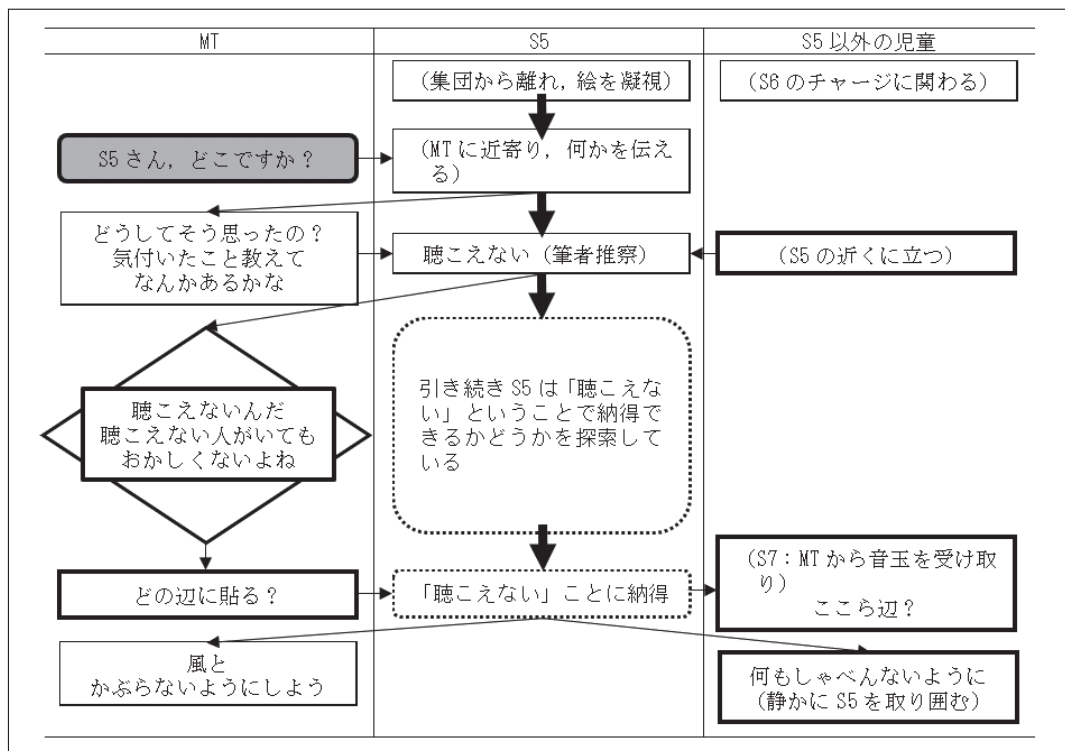 MT
S5
S5以外の児童
(集団から離れ，絵を凝視)
(S6のチャージに関わる)
S5さん，どこですか？
(MTに近寄り，何かを伝え
る)
どうしてそう思ったの？
気付いたこと教えて
なんかあるかな
聴こえない（筆者推察）
(S5の近くに立つ)
聴こえないんだ
聴こえない人がいても
おかしくないよね
引き続きS5は「聴こえな
い」ということで納得で
きるかどうかを探索して
いる
どの辺に貼る？
「聴こえない」ことに納得
(S7：MTから音玉を受け取
り)
ここら辺？
風と
かぶらないようにしよう
何もしゃべんないように
(静かにS5を取り囲む)